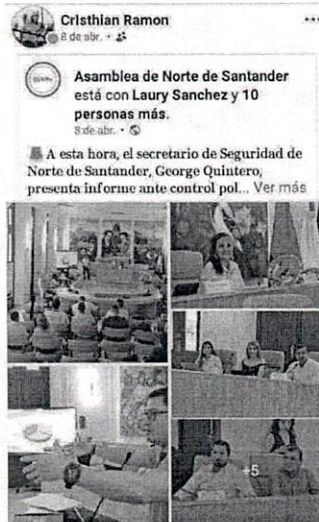 Cristhian Ramon
8 de abr. •
Asamblea de Norte de Santander
está con Laury Sanchez y 10
personas más.
8 de abr. •
A esta hora, el secretario de Seguridad de
Norte de Santander, George Quintero,
presenta informe ante control pol... Ver más
+5